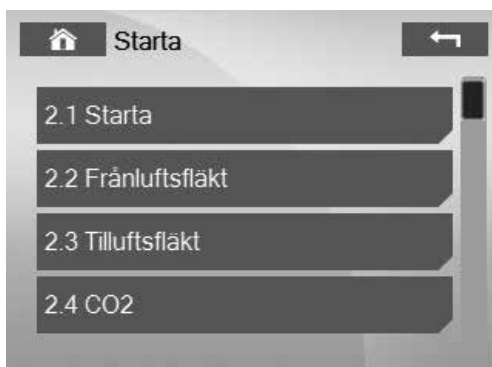 Starta
2.1 Starta
2.2 Frånluftsfläkt
2.3 Tilluftsfläkt
2.4 CO2